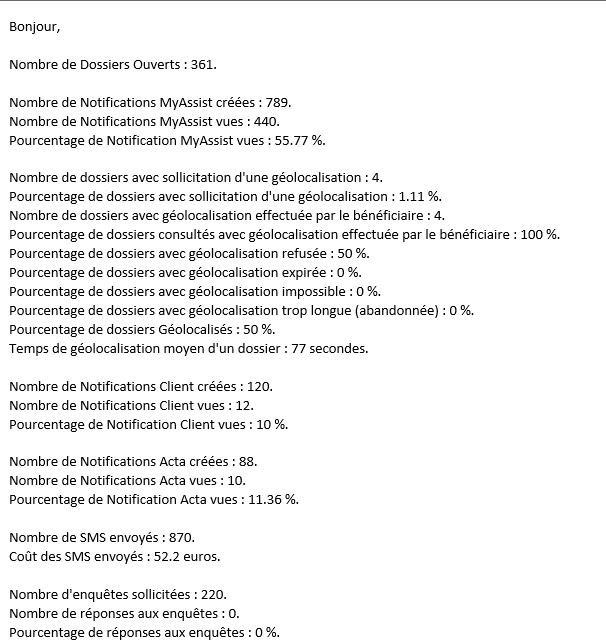 Bonjour,
Nombre de Dossiers Ouverts : 361.
Nombre de Notifications MyAssist créées : 789.
Nombre de Notifications MyAssist vues : 440.
Pourcentage de Notification MyAssist vues : 55.77 %.
Nombre de dossiers avec sollicitation d'une géolocalisation : 4.
Pourcentage de dossiers avec sollicitation d'une géolocalisation : 1.11 %.
Nombre de dossiers avec géolocalisation effectuée par le bénéficiaire : 4.
Pourcentage de dossiers consultés avec géolocalisation effectuée par le bénéficiaire : 100 %.
Pourcentage de dossiers avec géolocalisation refusée : 50 %.
Pourcentage de dossiers avec géolocalisation expirée : 0 %.
Pourcentage de dossiers avec géolocalisation impossible : 0 %.
Pourcentage de dossiers avec géolocalisation trop longue (abandonnée) : 0 %.
Pourcentage de dossiers Géolocalisés : 50 %.
Temps de géolocalisation moyen d'un dossier : 77 secondes.
Nombre de Notifications Client créées : 120.
Nombre de Notifications Client vues : 12.
Pourcentage de Notification Client vues : 10 %.
Nombre de Notifications Acta créées : 88.
Nombre de Notifications Acta vues : 10.
Pourcentage de Notification Acta vues : 11.36 %.
Nombre de SMS envoyés : 870.
Coût des SMS envoyés : 52.2 euros.
Nombre d'enquêtes sollicitées : 220.
Nombre de réponses aux enquêtes : 0.
Pourcentage de réponses aux enquêtes : 0 %.